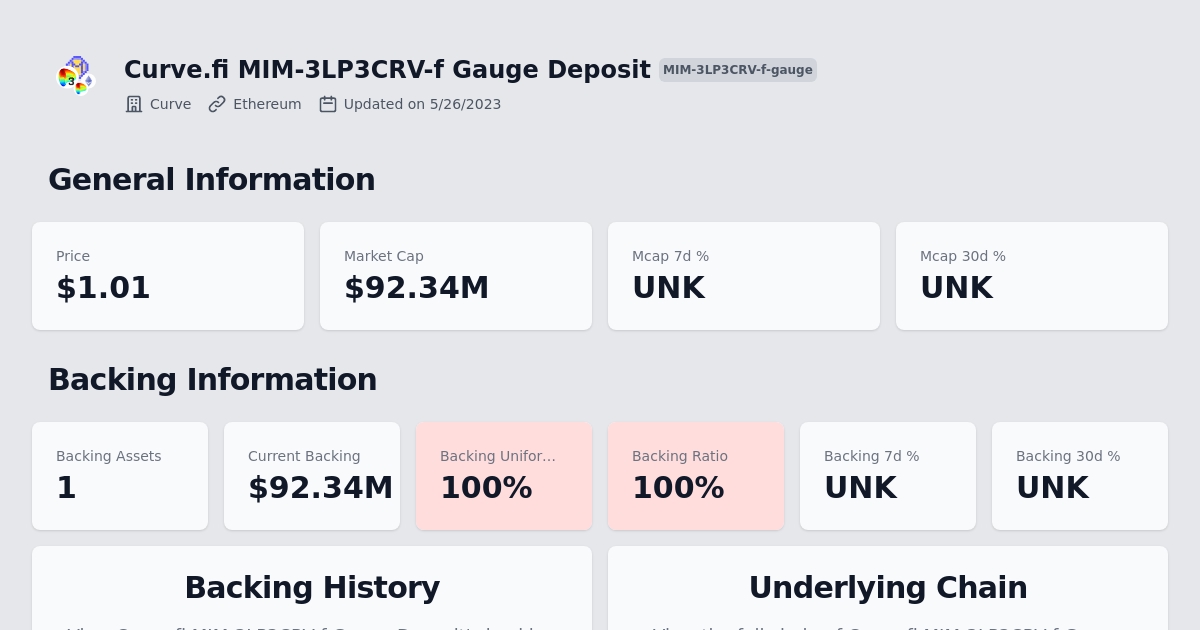 Curve.fi MIM-3LP3CRV-f Gauge Deposit MIM-3LP3CRV-f-gauge
Curve Ethereum Updated on 5/26/2023
General Information
Price Market Cap Mcap 7d % Mcap 30d %
$1.01 $92.34M UNK UNK
Backing Information
Backing Assets Current Backing Backing Unifor... Backing Ratio Backing 7d % Backing 30d %
1 $92.34M 100% 100% UNK UNK
Backing History Underlying Chain